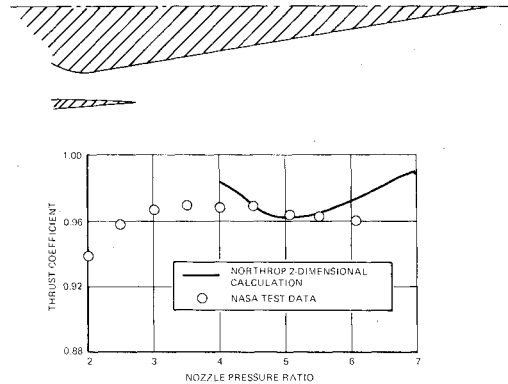 1.00
0.96
0.92
0.88
THRUST COEFFICIENT
NORTHROP 2-DIMENSIONAL
CALCULATION
NASA TEST DATA
2 3 4 5 6 7
NOZZLE PRESSURE RATIO